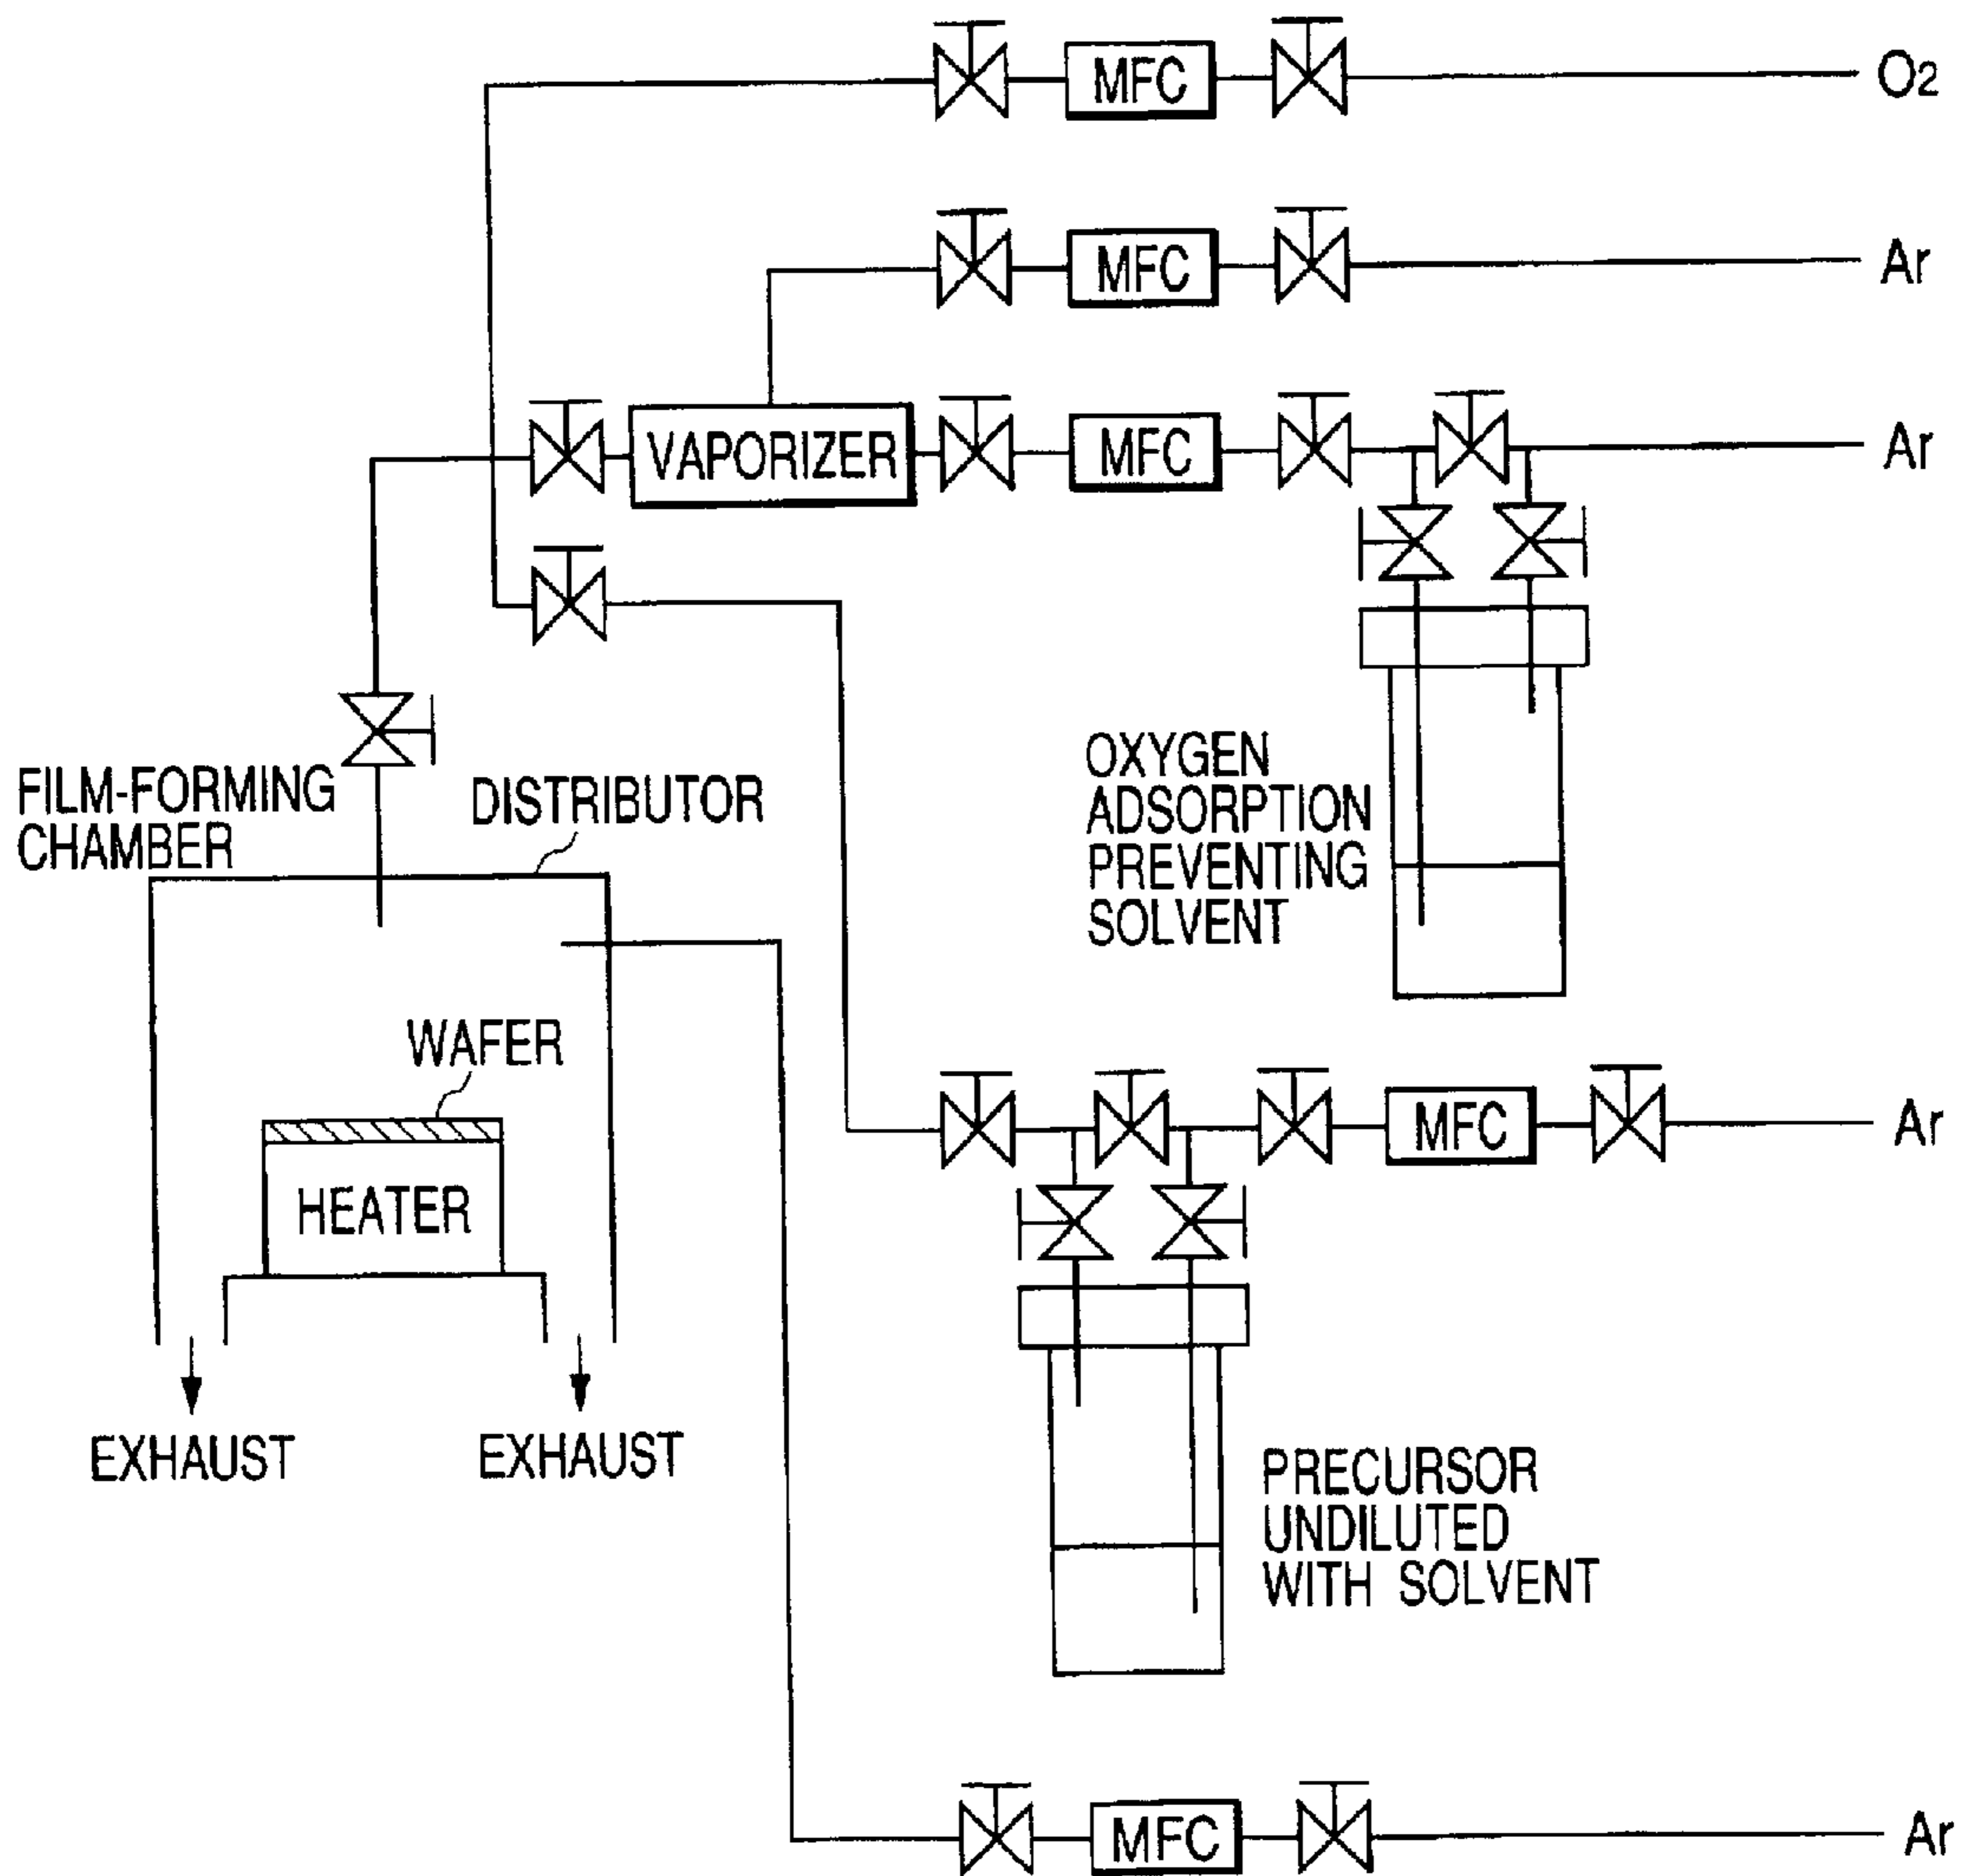 MFC
O2
MFC
Ar
VAPORIZER
MFC
Ar
OXYGEN
ADSORPTION
PREVENTING
SOLVENT
FILM-FORMING
CHAMBER
DISTRIBUTOR
WAFER
HEATER
EXHAUST
EXHAUST
MFC
Ar
PRECURSOR
UNDILUTED
WITH SOLVENT
MFC
Ar